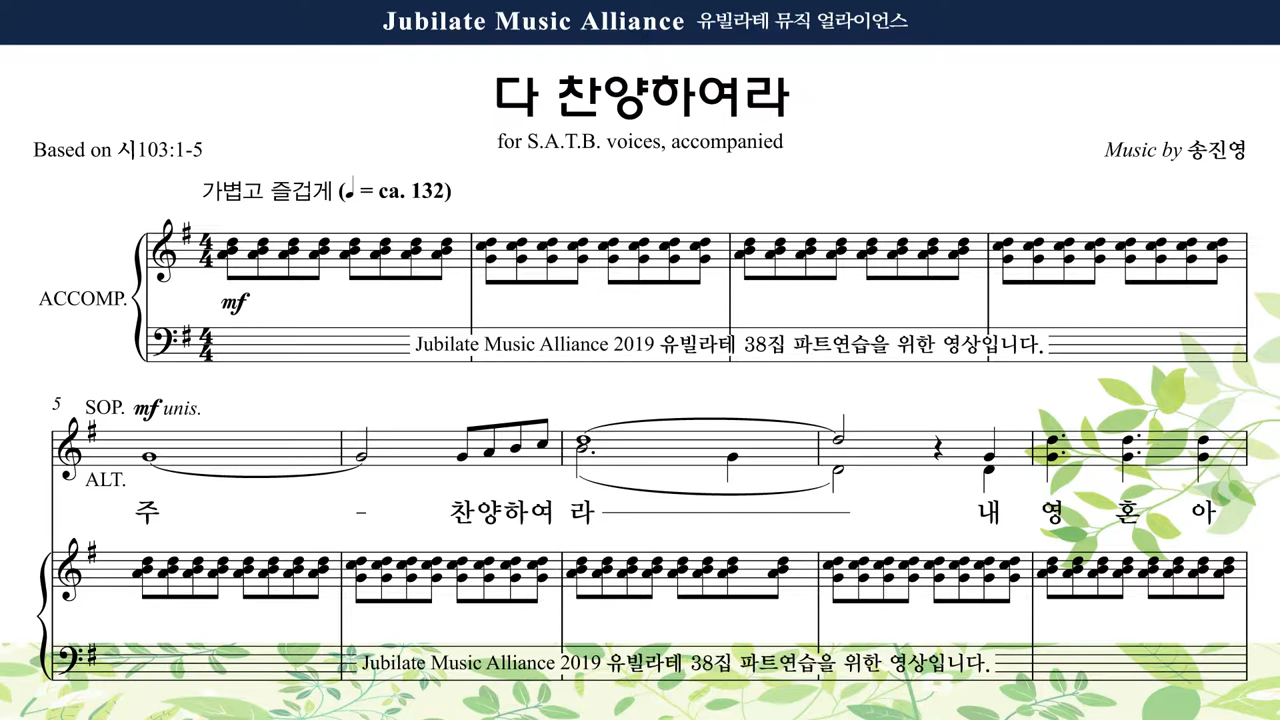 Jubilate Music Alliance 유빌라테 뮤직 얼라이언스
다 찬양하여라
for S.A.T.B. voices, accompanied
Based on 시103:1-5
Music by 송진영
가볍고 즐겁게 (♩ = ca. 132)
ACCOMP.
mf
Jubilate Music Alliance 2019 유빌라테 38집 파트연습을 위한 영상입니다.
5
SOP. mf unis.
ALT.
주 - 찬양하여 라 내 영 혼 아
Jubilate Music Alliance 2019 유빌라테 38집 파트연습을 위한 영상입니다.